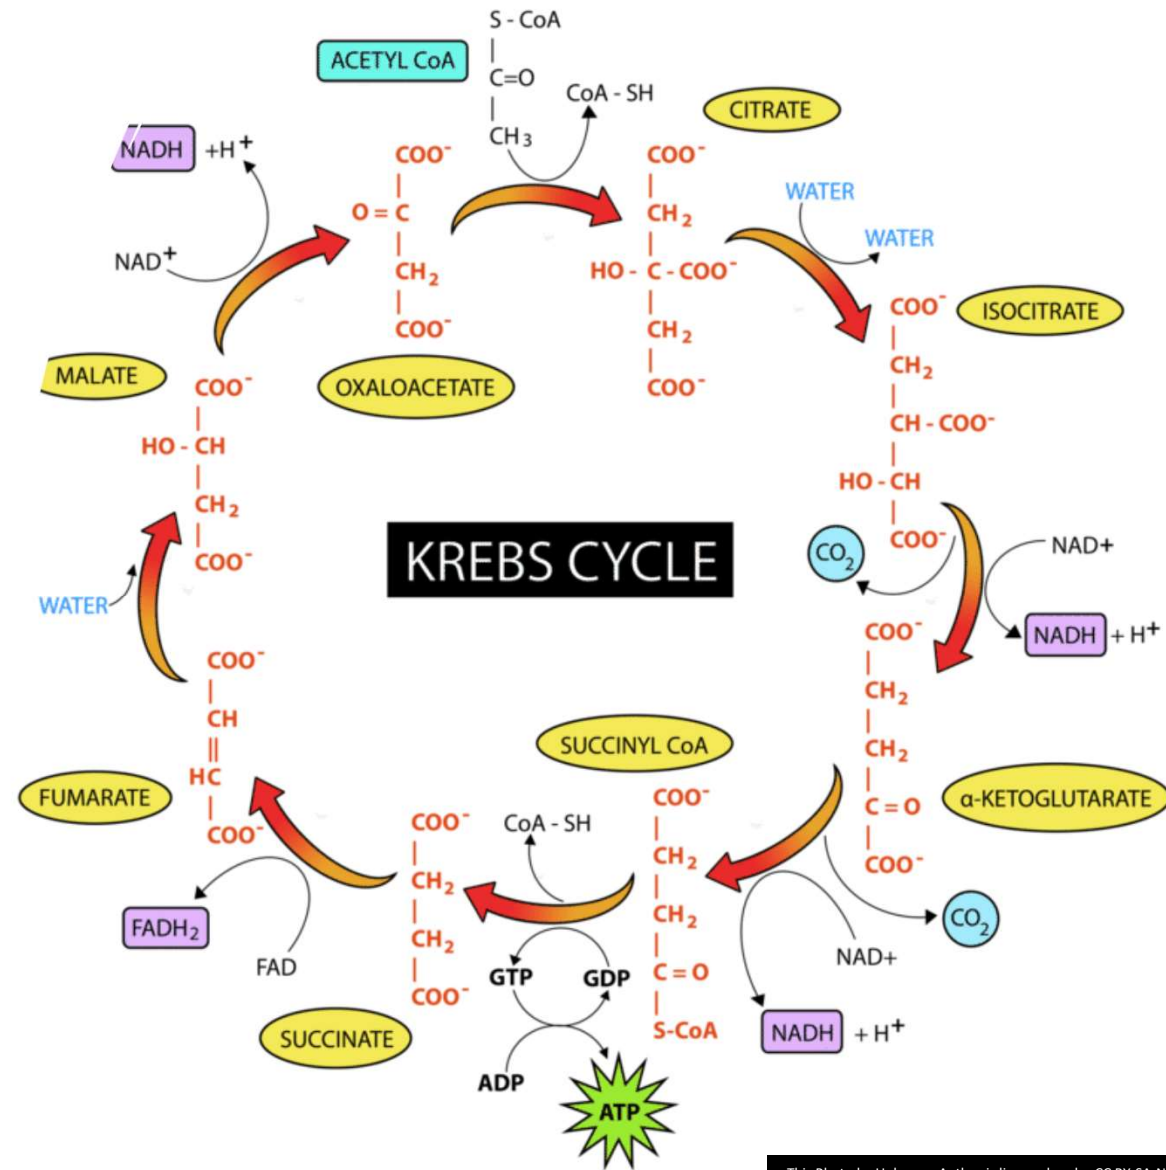 S - CoA
ACETYL CoA
C=O
CoA - SH
CH3
CITRATE
NADH +H+
NAD+
COO-
O = C
CH2
COO-
OXALOACETATE
COO-
CH2
HO - C - COO-
CH2
COO-
WATER
WATER
ISOCITRATE
COO-
CH2
CH - COO-
HO - CH
COO-
CO2
NAD+
NADH + H+
MALATE
COO-
HO - CH
CH2
COO-
KREBS CYCLE
WATER
COO-
CH2
CH2
C = O
COO-
α-KETOGLUTARATE
CO2
NAD+
NADH + H+
SUCCINYL CoA
COO-
CH2
CH2
C = O
S-CoA
CoA - SH
GTP
GDP
ADP
ATP
COO-
CH2
CH2
COO-
SUCCINATE
FADH2
FAD
FUMARATE
COO-
CH
HC
COO-